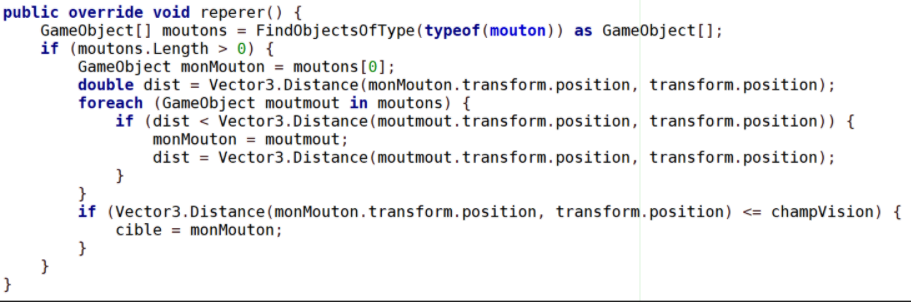 public override void reperer() {
    GameObject[] moutons = FindObjectsOfType(typeof(mouton)) as GameObject[];
    if (moutons.Length > 0) {
        GameObject monMouton = moutons[0];
        double dist = Vector3.Distance(monMouton.transform.position, transform.position);
        foreach (GameObject moutmout in moutons) {
            if (dist < Vector3.Distance(moutmout.transform.position, transform.position)) {
                monMouton = moutmout;
                dist = Vector3.Distance(moutmout.transform.position, transform.position);
            }
        }
        if (Vector3.Distance(monMouton.transform.position, transform.position) <= champVision) {
            cible = monMouton;
        }
    }
}